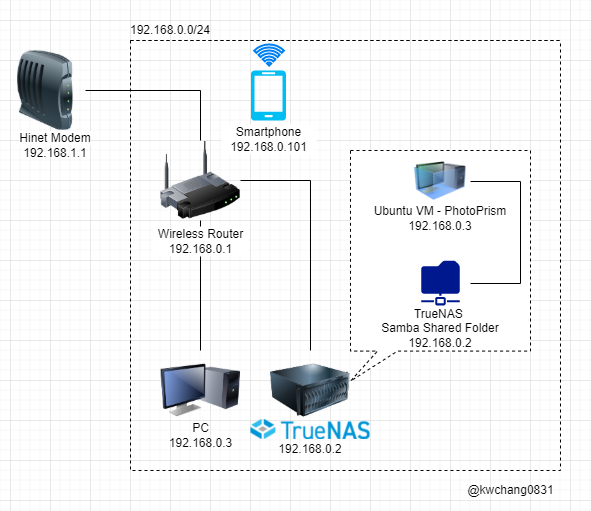 192.168.0.0/24
Hinet Modem
192.168.1.1
Smartphone
192.168.0.101
Wireless Router
192.168.0.1
Ubuntu VM - PhotoPrism
192.168.0.3
TrueNAS
Samba Shared Folder
192.168.0.2
PC
192.168.0.3
TrueNAS
192.168.0.2
@kwchang0831